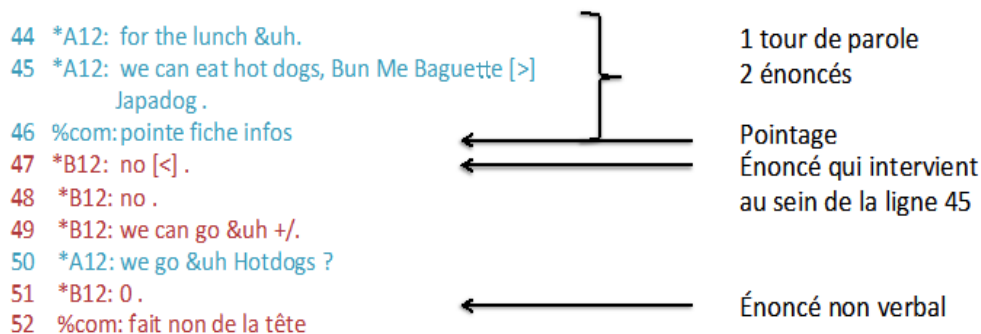 44 *A12: for the lunch &uh.
45 *A12: we can eat hot dogs, Bun Me Baguette [>]
Japadog .
46 %com: pointe fiche infos
47 *B12: no [<] .
48 *B12: no .
49 *B12: we can go &uh +/.
50 *A12: we go &uh Hotdogs ?
51 *B12: 0 .
52 %com: fait non de la tête
1 tour de parole
2 énoncés
Pointage
Énoncé qui intervient
au sein de la ligne 45
Énoncé non verbal